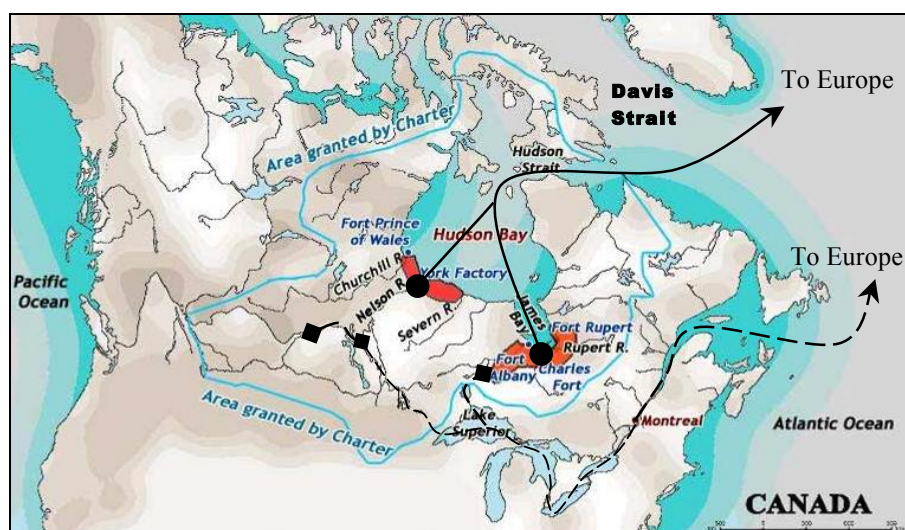 To Europe
Davis
Strait
Area granted by Charter
Hudson
Strait
Fort Prince
of Wales
Hudson Bay
To Europe
Pacific
Ocean
Churchill R.
York Factory
Nelson R.
Severn R.
James
Bay
Fort Rupert
Rupert R.
Fort
Albany
Charles
Fort
Area granted by Charter
Lake
Superior
Montreal
Atlantic Ocean
CANADA